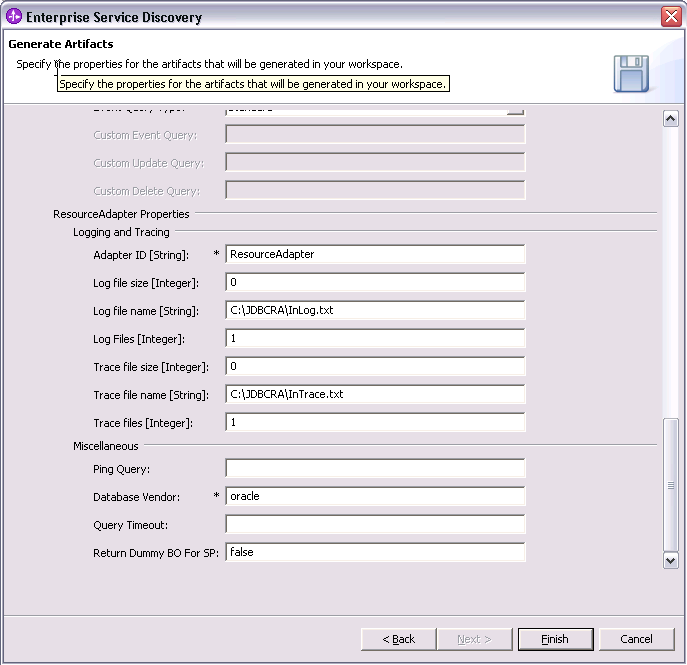 Enterprise Service Discovery
Generate Artifacts
Specify the properties for the artifacts that will be generated in your workspace.
Specify the properties for the artifacts that will be generated in your workspace.
Event Query Type: Standard
Custom Event Query:
Custom Update Query:
Custom Delete Query:
ResourceAdapter Properties
Logging and Tracing
Adapter ID [String]: * ResourceAdapter
Log file size [Integer]: 0
Log file name [String]: C:\JDBCRA\InLog.txt
Log Files [Integer]: 1
Trace file size [Integer]: 0
Trace file name [String]: C:\JDBCRA\InTrace.txt
Trace files [Integer]: 1
Miscellaneous
Ping Query:
Database Vendor: * oracle
Query Timeout:
Return Dummy BO For SP: false
< Back Next > Finish Cancel